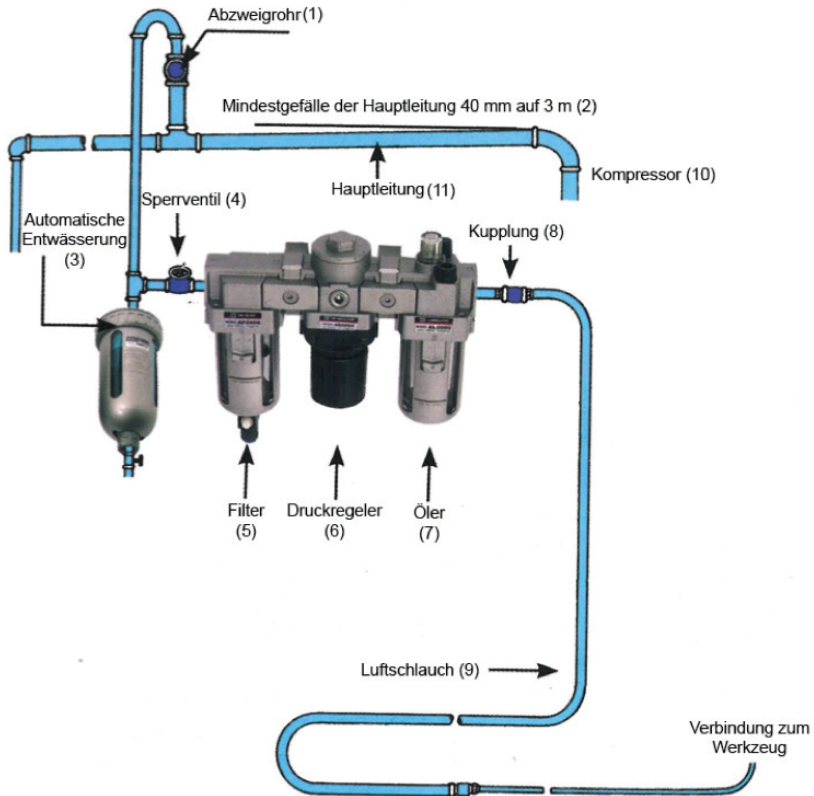 Abzweigrohr (1)
Mindestgefälle der Hauptleitung 40 mm auf 3 m (2)
Kompressor (10)
Hauptleitung (11)
Sperrventil (4)
Automatische
Entwässerung
(3)
Kupplung (8)
Filter
(5)
Druckregeler
(6)
Öler
(7)
Luftschlauch (9)
Verbindung zum
Werkzeug